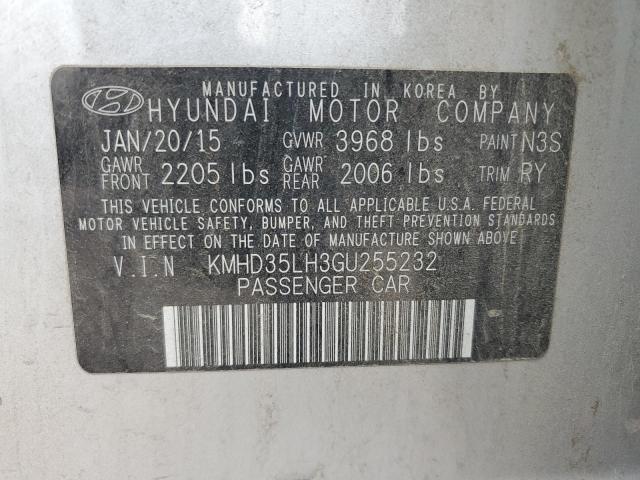 MANUFACTURED IN KOREA BY
HYUNDAI MOTOR COMPANY
JAN/20/15 GVWR 3968 lbs PAINT N3S
GAWR FRONT 2205 lbs GAWR REAR 2006 lbs TRIM RY
THIS VEHICLE CONFORMS TO ALL APPLICABLE U.S.A. FEDERAL
MOTOR VEHICLE SAFETY, BUMPER, AND THEFT PREVENTION STANDARDS
IN EFFECT ON THE DATE OF MANUFACTURE SHOWN ABOVE.
V.I.N KMHD35LH3GU255232
PASSENGER CAR